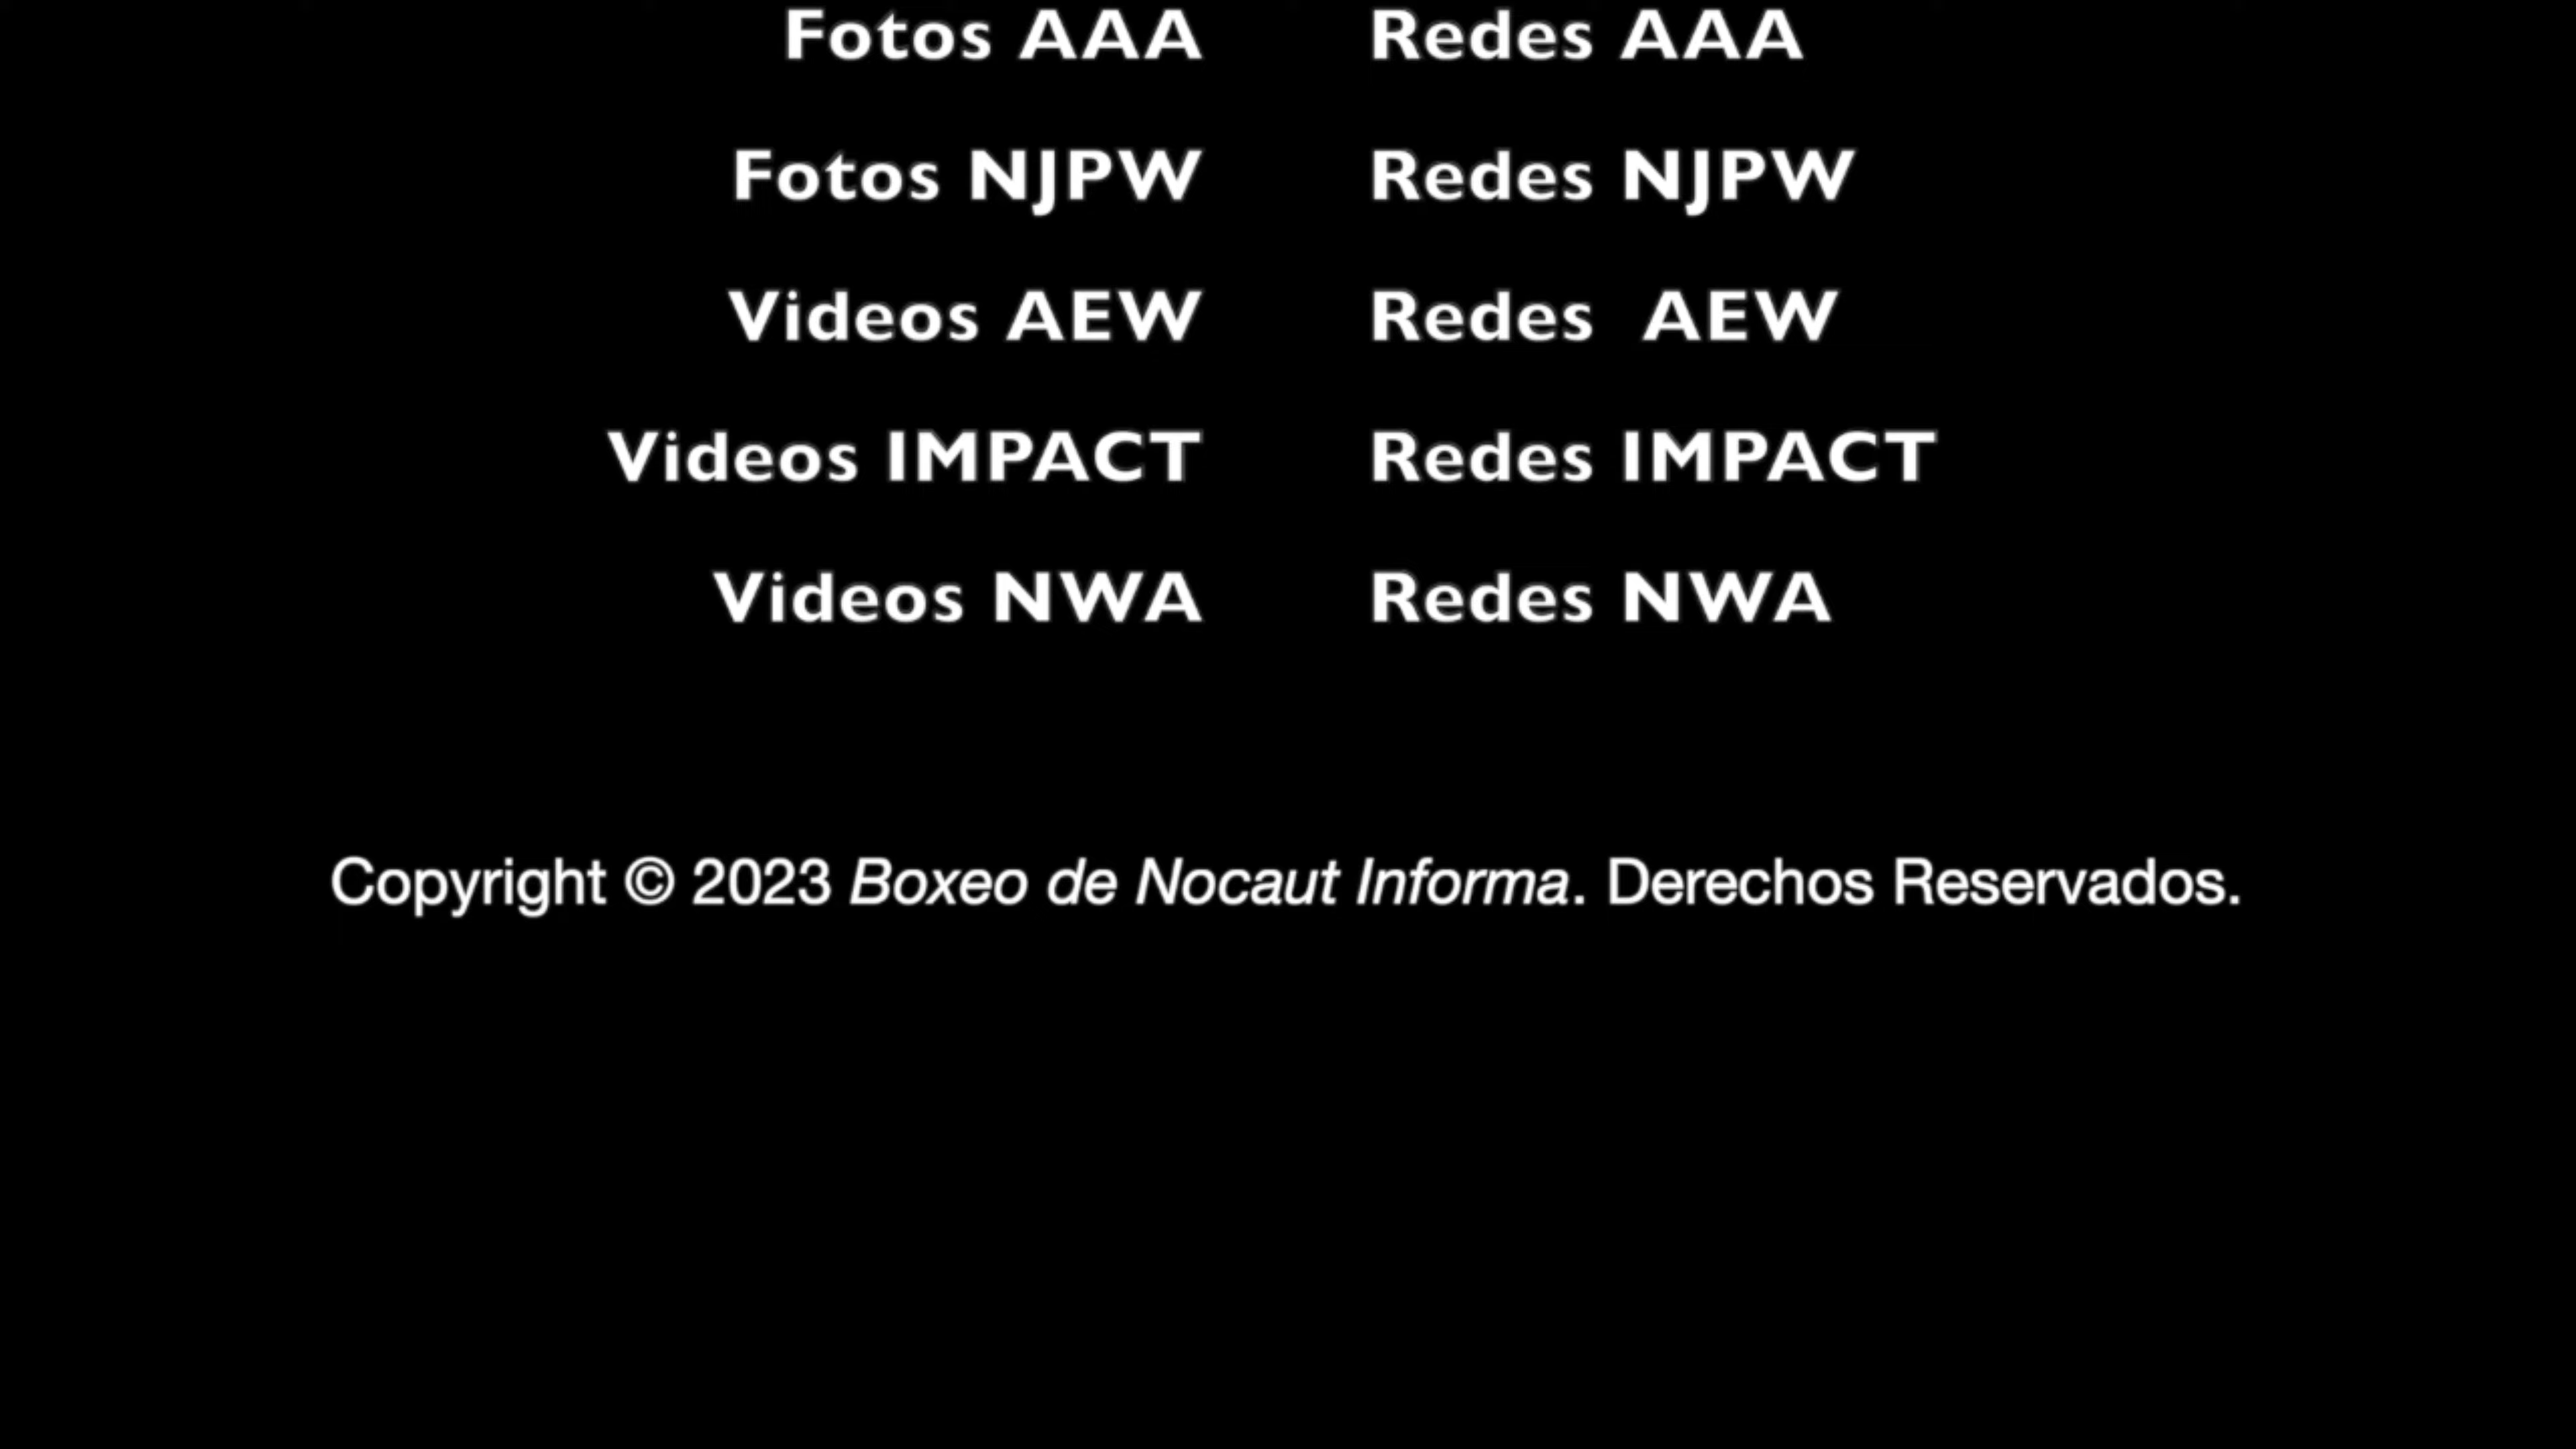 Fotos AAA Redes AAA
Fotos NJPW Redes NJPW
Videos AEW Redes  AEW
Videos IMPACT Redes IMPACT
Videos NWA Redes NWA
Copyright © 2023 Boxeo de Nocaut Informa. Derechos Reservados.